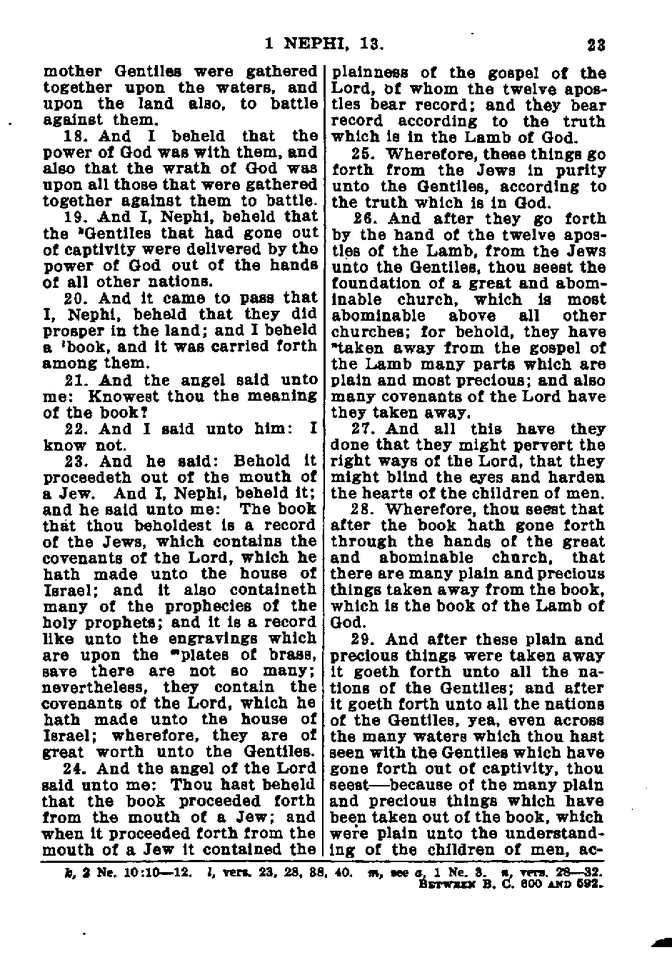 1 NEPHI, 13. 23
mother Gentiles were gathered
together upon the waters, and
upon the land also, to battle
against them.
18. And I beheld that the
power of God was with them, and
also that the wrath of God was
upon all those that were gathered
together against them to battle.
19. And I, Nephi, beheld that
the ᵏGentiles that had gone out
of captivity were delivered by the
power of God out of the hands
of all other nations.
20. And it came to pass that
I, Nephi, beheld that they did
prosper in the land; and I beheld
a ˡbook, and it was carried forth
among them.
21. And the angel said unto
me: Knowest thou the meaning
of the book?
22. And I said unto him: I
know not.
23. And he said: Behold it
proceedeth out of the mouth of
a Jew. And I, Nephi, beheld it;
and he said unto me: The book
that thou beholdest is a record
of the Jews, which contains the
covenants of the Lord, which he
hath made unto the house of
Israel; and it also containeth
many of the prophecies of the
holy prophets; and it is a record
like unto the engravings which
are upon the ᵐplates of brass,
save there are not so many;
nevertheless, they contain the
covenants of the Lord, which he
hath made unto the house of
Israel; wherefore, they are of
great worth unto the Gentiles.
24. And the angel of the Lord
said unto me: Thou hast beheld
that the book proceeded forth
from the mouth of a Jew; and
when it proceeded forth from the
mouth of a Jew it contained the
plainness of the gospel of the
Lord, of whom the twelve apos-
tles bear record; and they bear
record according to the truth
which is in the Lamb of God.
25. Wherefore, these things go
forth from the Jews in purity
unto the Gentiles, according to
the truth which is in God.
26. And after they go forth
by the hand of the twelve apos-
tles of the Lamb, from the Jews
unto the Gentiles, thou seest the
foundation of a great and abom-
inable church, which is most
abominable above all other
churches; for behold, they have
ⁿtaken away from the gospel of
the Lamb many parts which are
plain and most precious; and also
many covenants of the Lord have
they taken away.
27. And all this have they
done that they might pervert the
right ways of the Lord, that they
might blind the eyes and harden
the hearts of the children of men.
28. Wherefore, thou seest that
after the book hath gone forth
through the hands of the great
and abominable church, that
there are many plain and precious
things taken away from the book,
which is the book of the Lamb of
God.
29. And after these plain and
precious things were taken away
it goeth forth unto all the na-
tions of the Gentiles; and after
it goeth forth unto all the nations
of the Gentiles, yea, even across
the many waters which thou hast
seen with the Gentiles which have
gone forth out of captivity, thou
seest—because of the many plain
and precious things which have
been taken out of the book, which
were plain unto the understand-
ing of the children of men, ac-
k, 2 Ne. 10:10—12. l, vers. 23, 28, 38, 40. m, see a, 1 Ne. 3. n, vers. 28—32.
BETWEEN B. C. 600 AND 592.